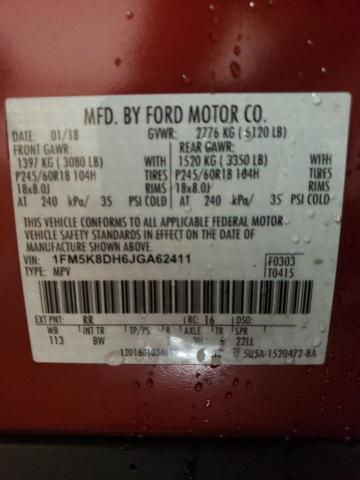 MFD. BY FORD MOTOR CO.
DATE: 01/18 GVWR: 2776 KG ( 6120 LB)
FRONT GAWR: REAR GAWR:
1397 KG ( 3080 LB) WITH 1520 KG ( 3350 LB) WITH
P245/60R18 104H TIRES P245/60R18 104H TIRES
18x8.0J RIMS 18x8.0J RIMS
AT 240 kPa/ 35 PSI COLD AT 240 kPa/ 35 PSI COLD
THIS VEHICLE CONFORMS TO ALL APPLICABLE FEDERAL MOTOR
VEHICLE SAFETY STANDARDS IN EFFECT ON THE DATE OF
MANUFACTURE SHOWN ABOVE.
VIN: 1FM5K8DH6JGA62411 F0303
TYPE: MPV T0415
EXT PNT: RR RC: 16 DSO:
WB INT TR TP/PS R AXLE TR SPR
113 BW 3H 6 22LL
5U5A-1520472-BA